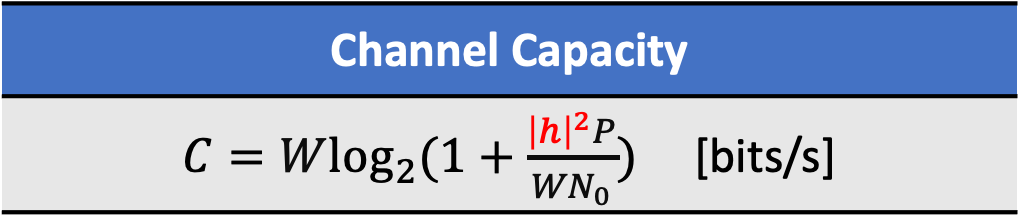 Channel Capacity
C = Wlog₂(1 + |h|²P/WN₀) [bits/s]